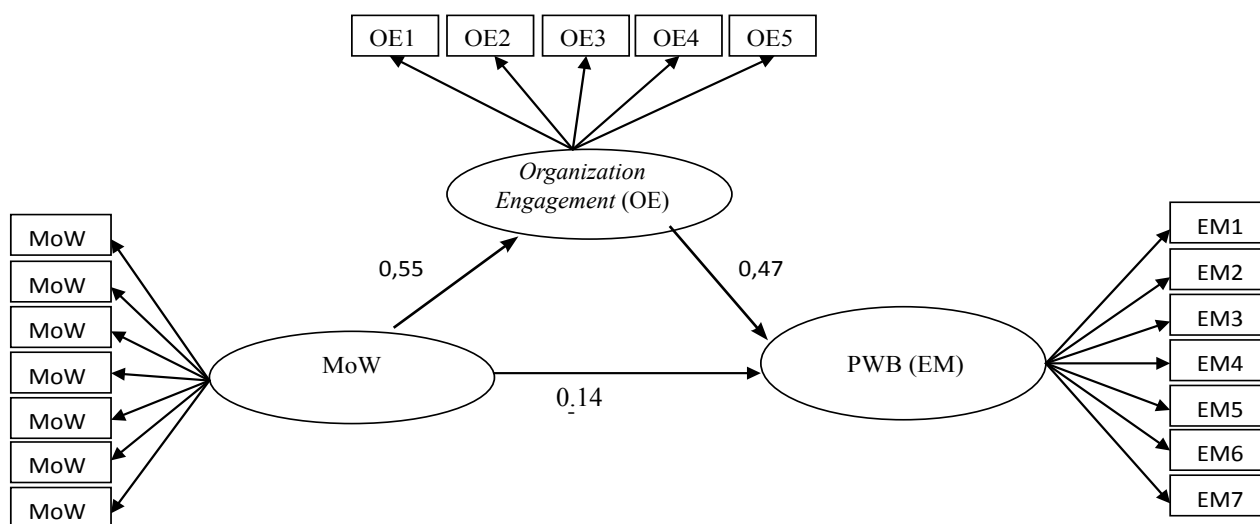 OE1
OE2
OE3
OE4
OE5
Organization
Engagement (OE)
MoW
MoW
MoW
MoW
MoW
MoW
MoW
0,55
0,47
MoW
0.14
PWB (EM)
EM1
EM2
EM3
EM4
EM5
EM6
EM7